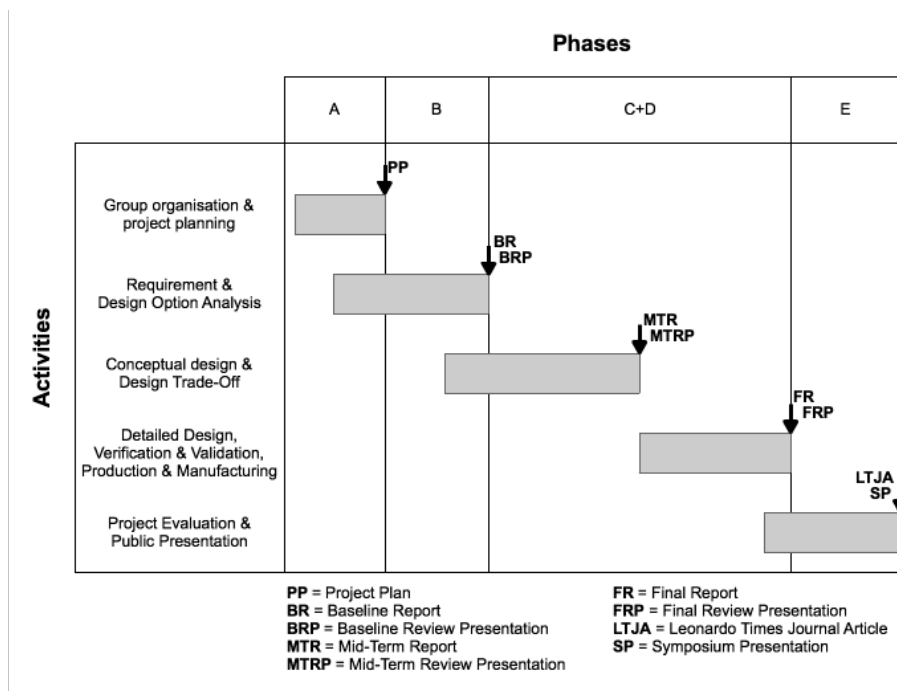 Phases
A B C+D E
Activities
PP
Group organisation &
project planning
BR
BRP
Requirement &
Design Option Analysis
MTR
MTRP
Conceptual design &
Design Trade-Off
FR
FRP
Detailed Design,
Verification & Validation,
Production & Manufacturing
LTJA
SP
Project Evaluation &
Public Presentation
PP = Project Plan
BR = Baseline Report
BRP = Baseline Review Presentation
MTR = Mid-Term Report
MTRP = Mid-Term Review Presentation
FR = Final Report
FRP = Final Review Presentation
LTJA = Leonardo Times Journal Article
SP = Symposium Presentation